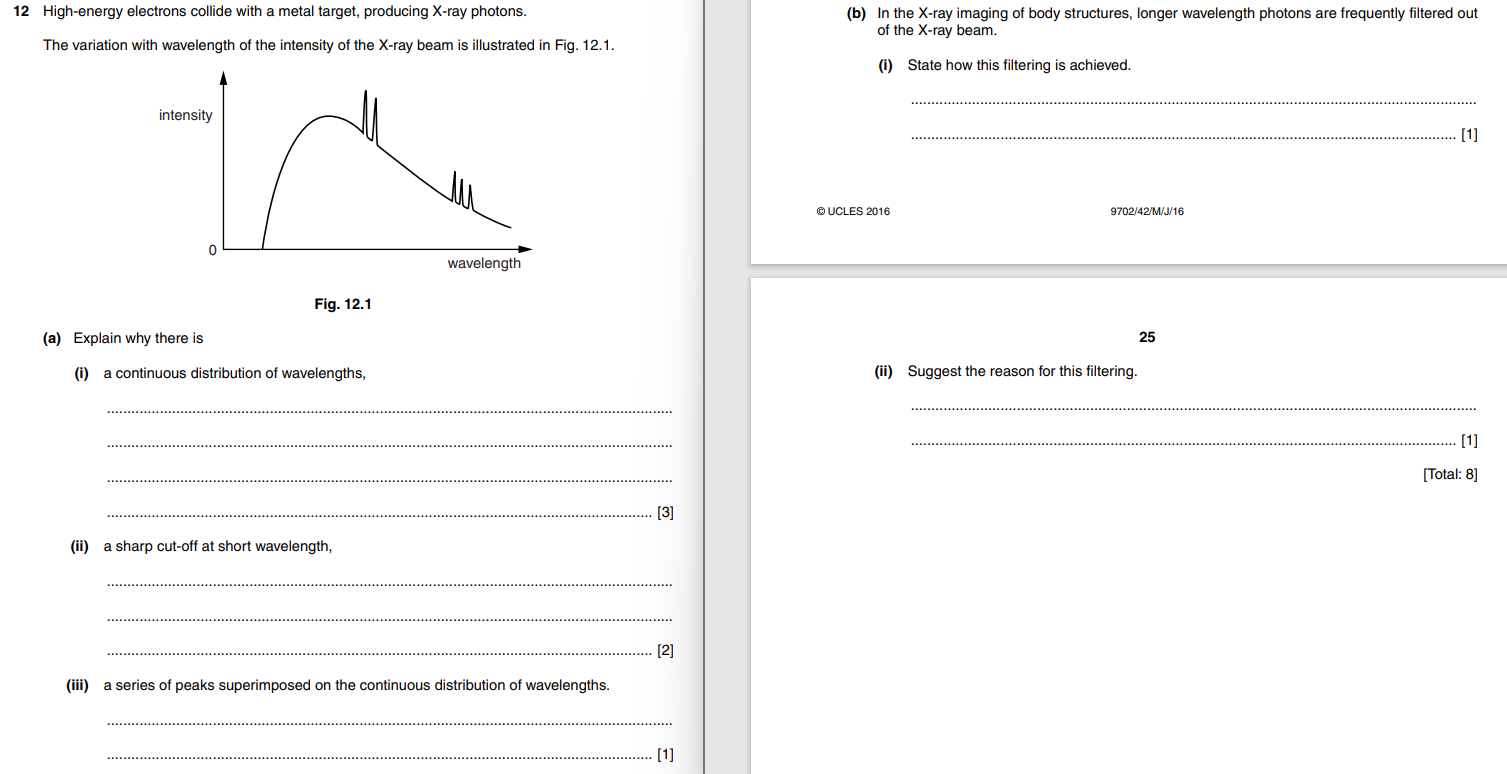 12 High-energy electrons collide with a metal target, producing X-ray photons.
The variation with wavelength of the intensity of the X-ray beam is illustrated in Fig. 12.1.
intensity
0
wavelength
Fig. 12.1
(a) Explain why there is
(i) a continuous distribution of wavelengths,
[3]
(ii) a sharp cut-off at short wavelength,
[2]
(iii) a series of peaks superimposed on the continuous distribution of wavelengths.
[1]
(b) In the X-ray imaging of body structures, longer wavelength photons are frequently filtered out
of the X-ray beam.
(i) State how this filtering is achieved.
[1]
© UCLES 2016 9702/42/M/J/16
25
(ii) Suggest the reason for this filtering.
[1]
[Total: 8]